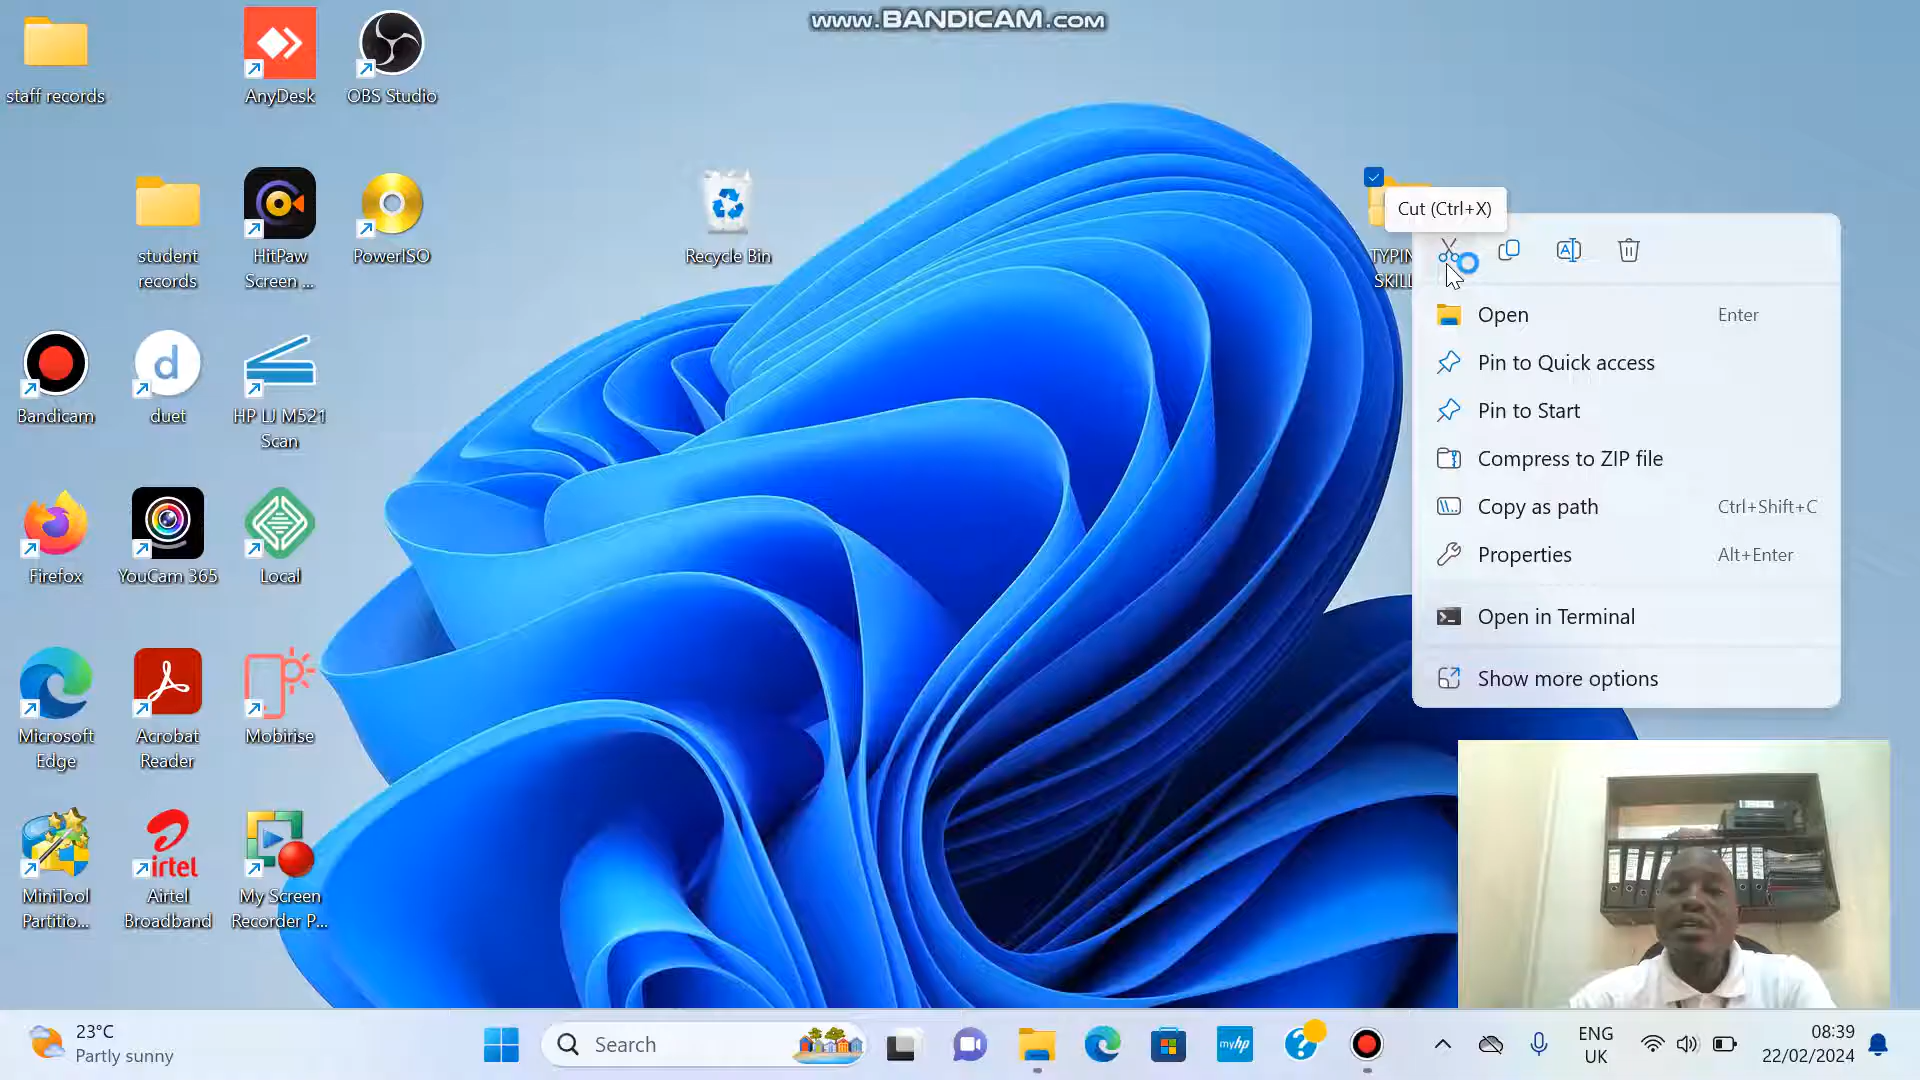 www.BANDICAM.com
staff records
AnyDesk
OBS Studio
student
records
HitPaw
Screen ...
PowerISO
Recycle Bin
Cut (Ctrl+X)
Bandicam
d
duet
HP LJ M521
Scan
Open Enter
Pin to Quick access
Pin to Start
Compress to ZIP file
Copy as path Ctrl+Shift+C
Properties Alt+Enter
Open in Terminal
Show more options
Firefox
YouCam 365
Local
Microsoft
Edge
Acrobat
Reader
Mobirise
MiniTool
Partitio...
airtel
Airtel
Broadband
My Screen
Recorder P...
23°C
Partly sunny
Search
myhp
ENG
UK
08:39
22/02/2024